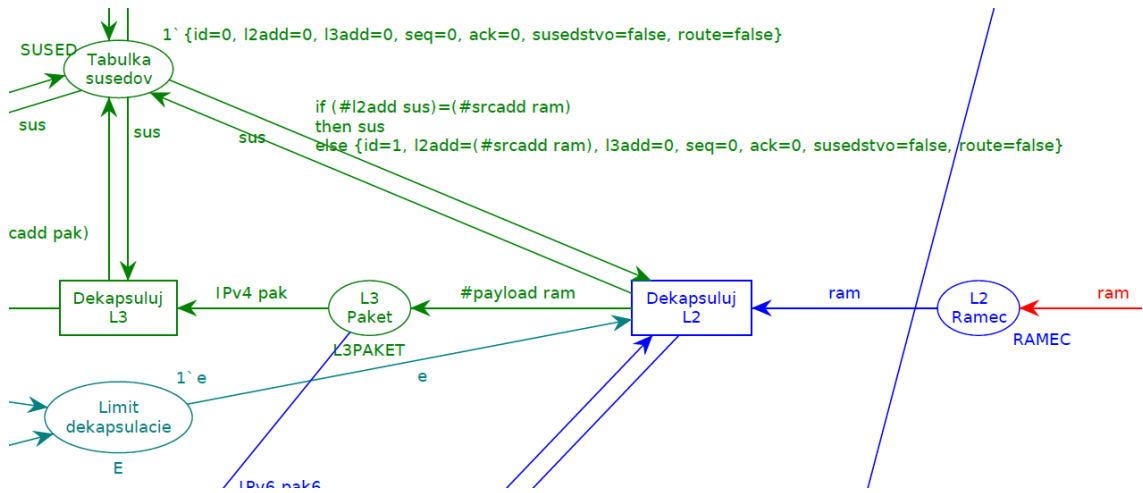 1`{id=0, l2add=0, l3add=0, seq=0, ack=0, susedstvo=false, route=false}
SUSED
Tabulka
susedov
sus
sus
sus
if (#l2add sus)=(#srcadd ram)
then sus
else {id=1, l2add=(#srcadd ram), l3add=0, seq=0, ack=0, susedstvo=false, route=false}
cadd pak)
Dekapsuluj
L3
IPv4 pak
L3
Paket
L3PAKET
#payload ram
Dekapsuluj
L2
ram
L2
Ramec
RAMEC
ram
1`e
e
Limit
dekapsulacie
E
IPv6 pak6